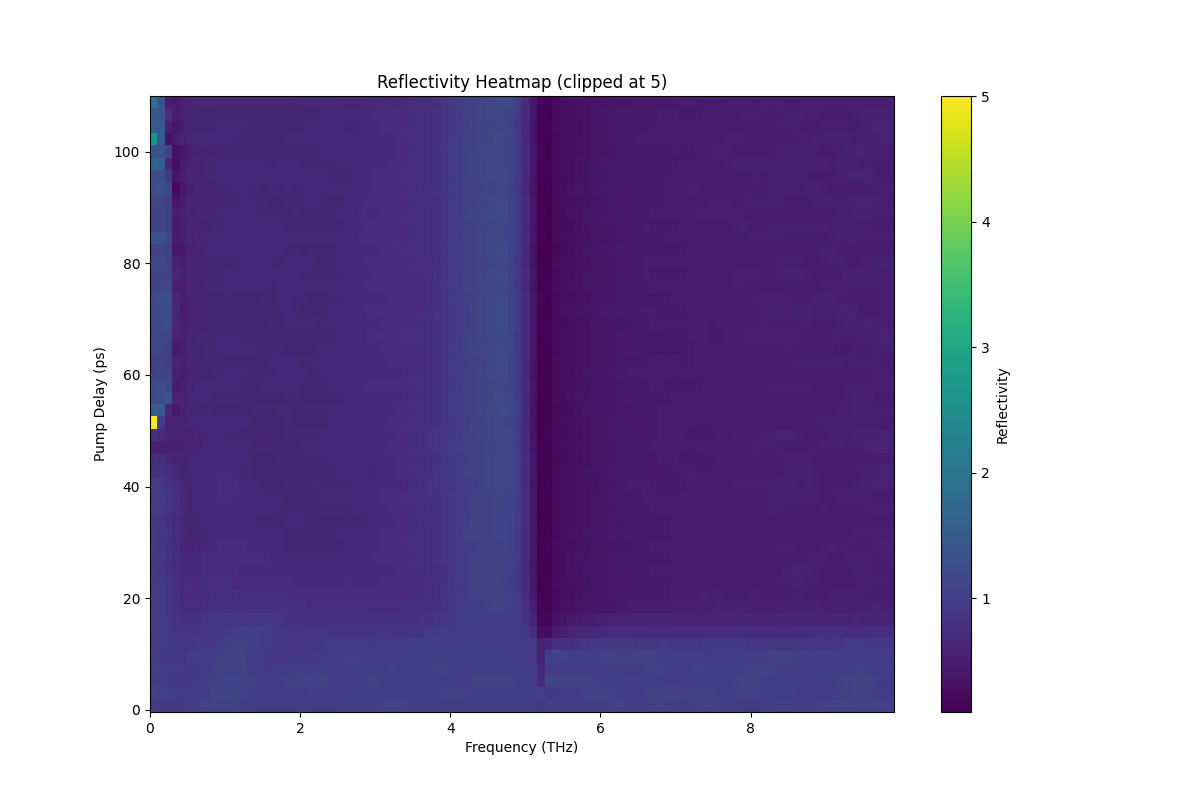 Reflectivity Heatmap (clipped at 5)
100
80
60
40
20
0
Pump Delay (ps)
0 2 4 6 8
Frequency (THz)
5
4
3
2
1
Reflectivity